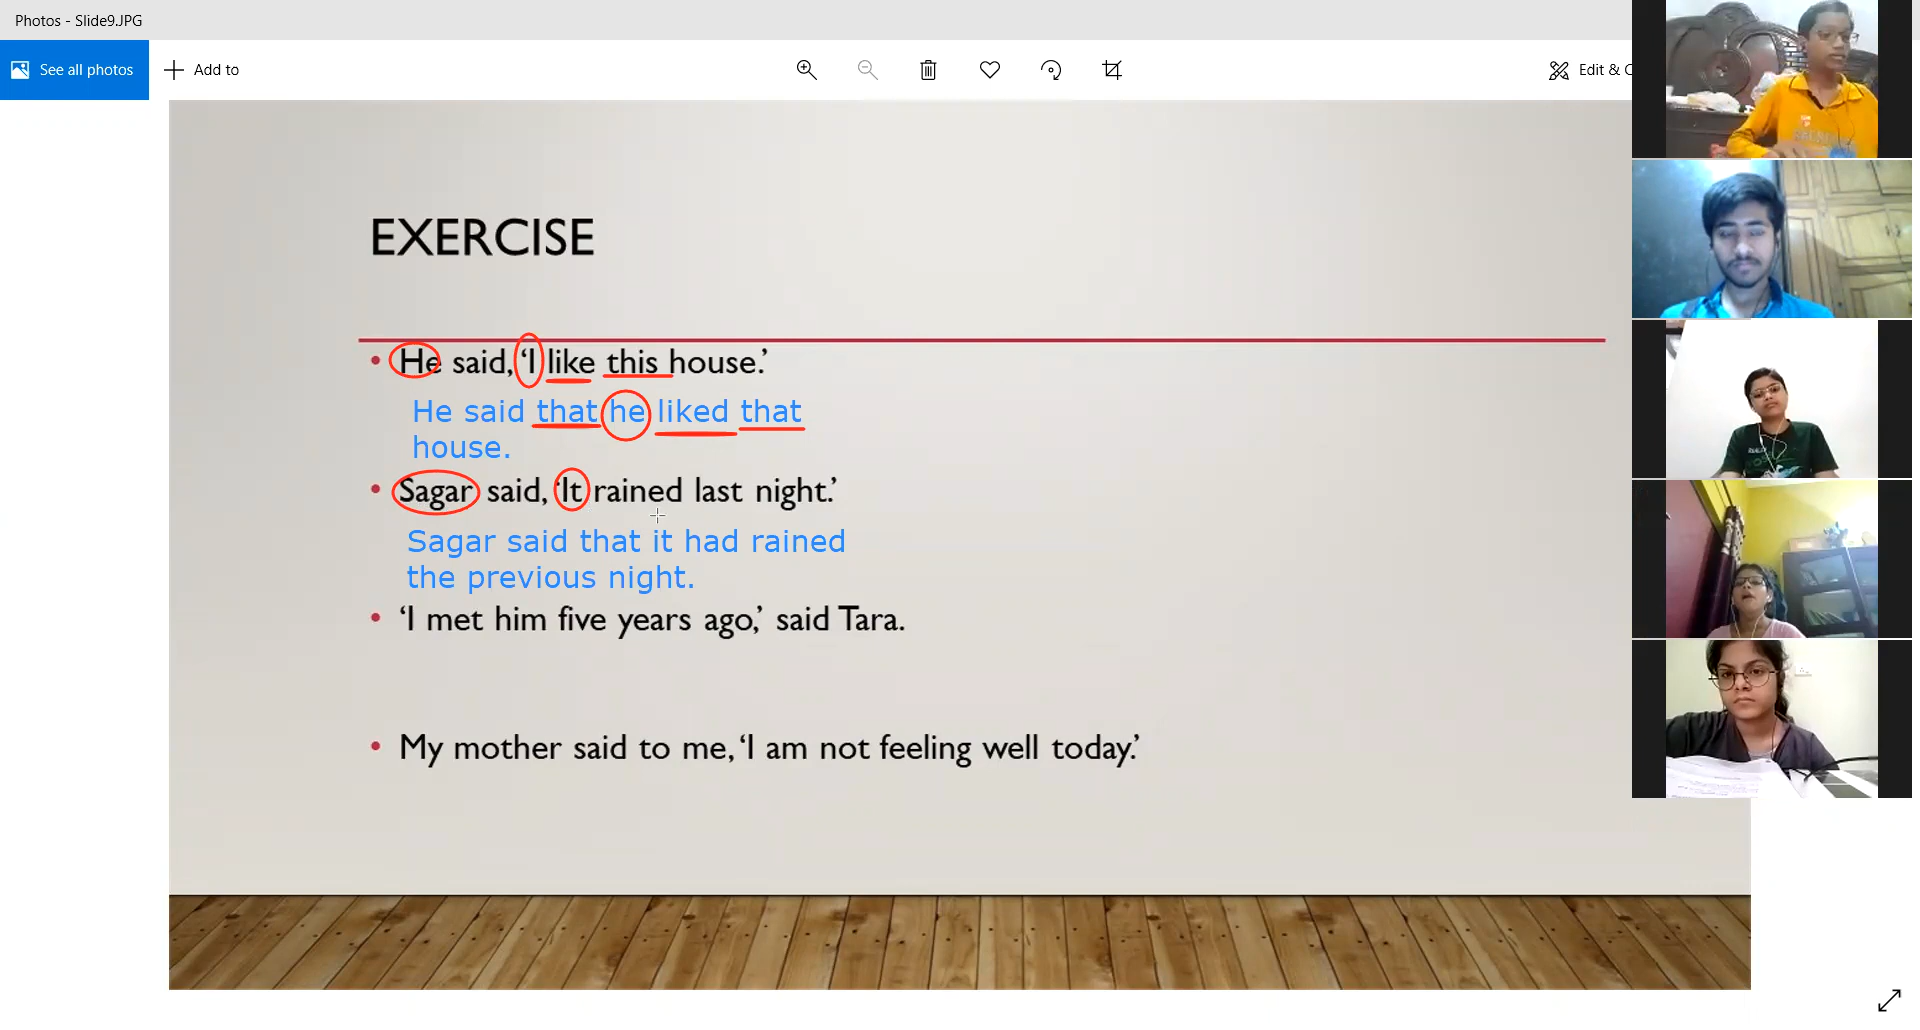 Photos - Slide9.JPG
See all photos
Add to
Edit & C
EXERCISE
• He said, ‘I like this house.’
He said that he liked that
house.
• Sagar said, ‘It rained last night.’
Sagar said that it had rained
the previous night.
• ‘I met him five years ago,’ said Tara.
• My mother said to me, ‘I am not feeling well today.’